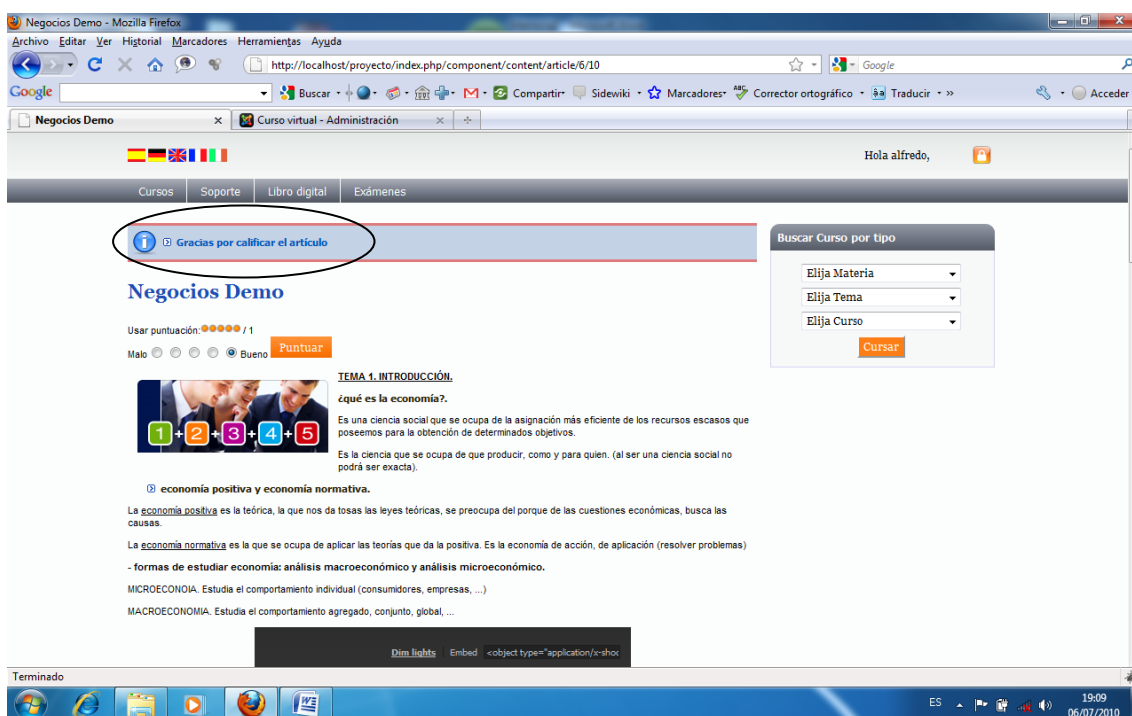 Negocios Demo - Mozilla Firefox
Archivo Editar Ver Historial Marcadores Herramientas Ayuda
http://localhost/proyecto/index.php/component/content/article/6/10
Google
Google Buscar Compartir Sidewiki Marcadores Corrector ortográfico Traducir » Acceder
Negocios Demo Curso virtual - Administración
Hola alfredo,
Cursos Soporte Libro digital Exámenes
Gracias por calificar el artículo
Buscar Curso por tipo
Elija Materia
Elija Tema
Elija Curso
Cursar
Negocios Demo
Usar puntuación: / 1
Malo Bueno Puntuar
1+2+3+4+5
TEMA 1. INTRODUCCIÓN.
¿qué es la economía?.
Es una ciencia social que se ocupa de la asignación más eficiente de los recursos escasos que
poseemos para la obtención de determinados objetivos.
Es la ciencia que se ocupa de que producir, como y para quien. (al ser una ciencia social no
podrá ser exacta).
economía positiva y economía normativa.
La economía positiva es la teórica, la que nos da tosas las leyes teóricas, se preocupa del porque de las cuestiones económicas, busca las
causas.
La economía normativa es la que se ocupa de aplicar las teorías que da la positiva. Es la economía de acción, de aplicación (resolver problemas)
- formas de estudiar economía: análisis macroeconómico y análisis microeconómico.
MICROECONOIA. Estudia el comportamiento individual (consumidores, empresas, ...)
MACROECONOMIA. Estudia el comportamiento agregado, conjunto, global, ...
Dim lights Embed <object type="application/x-shoc
Terminado
ES 19:09
06/07/2010